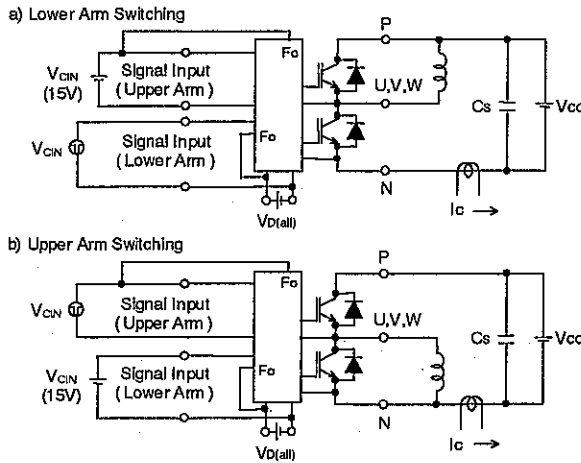 a) Lower Arm Switching
P
Fo
VCIN
(15V)
Signal Input
(Upper Arm)
U,V,W
Cs
Vcc
VCIN
Signal Input
(Lower Arm)
Fo
N
VD(all)
Ic
b) Upper Arm Switching
P
Fo
VCIN
Signal Input
(Upper Arm)
U,V,W
Cs
Vcc
VCIN
(15V)
Signal Input
(Lower Arm)
Fo
N
VD(all)
Ic